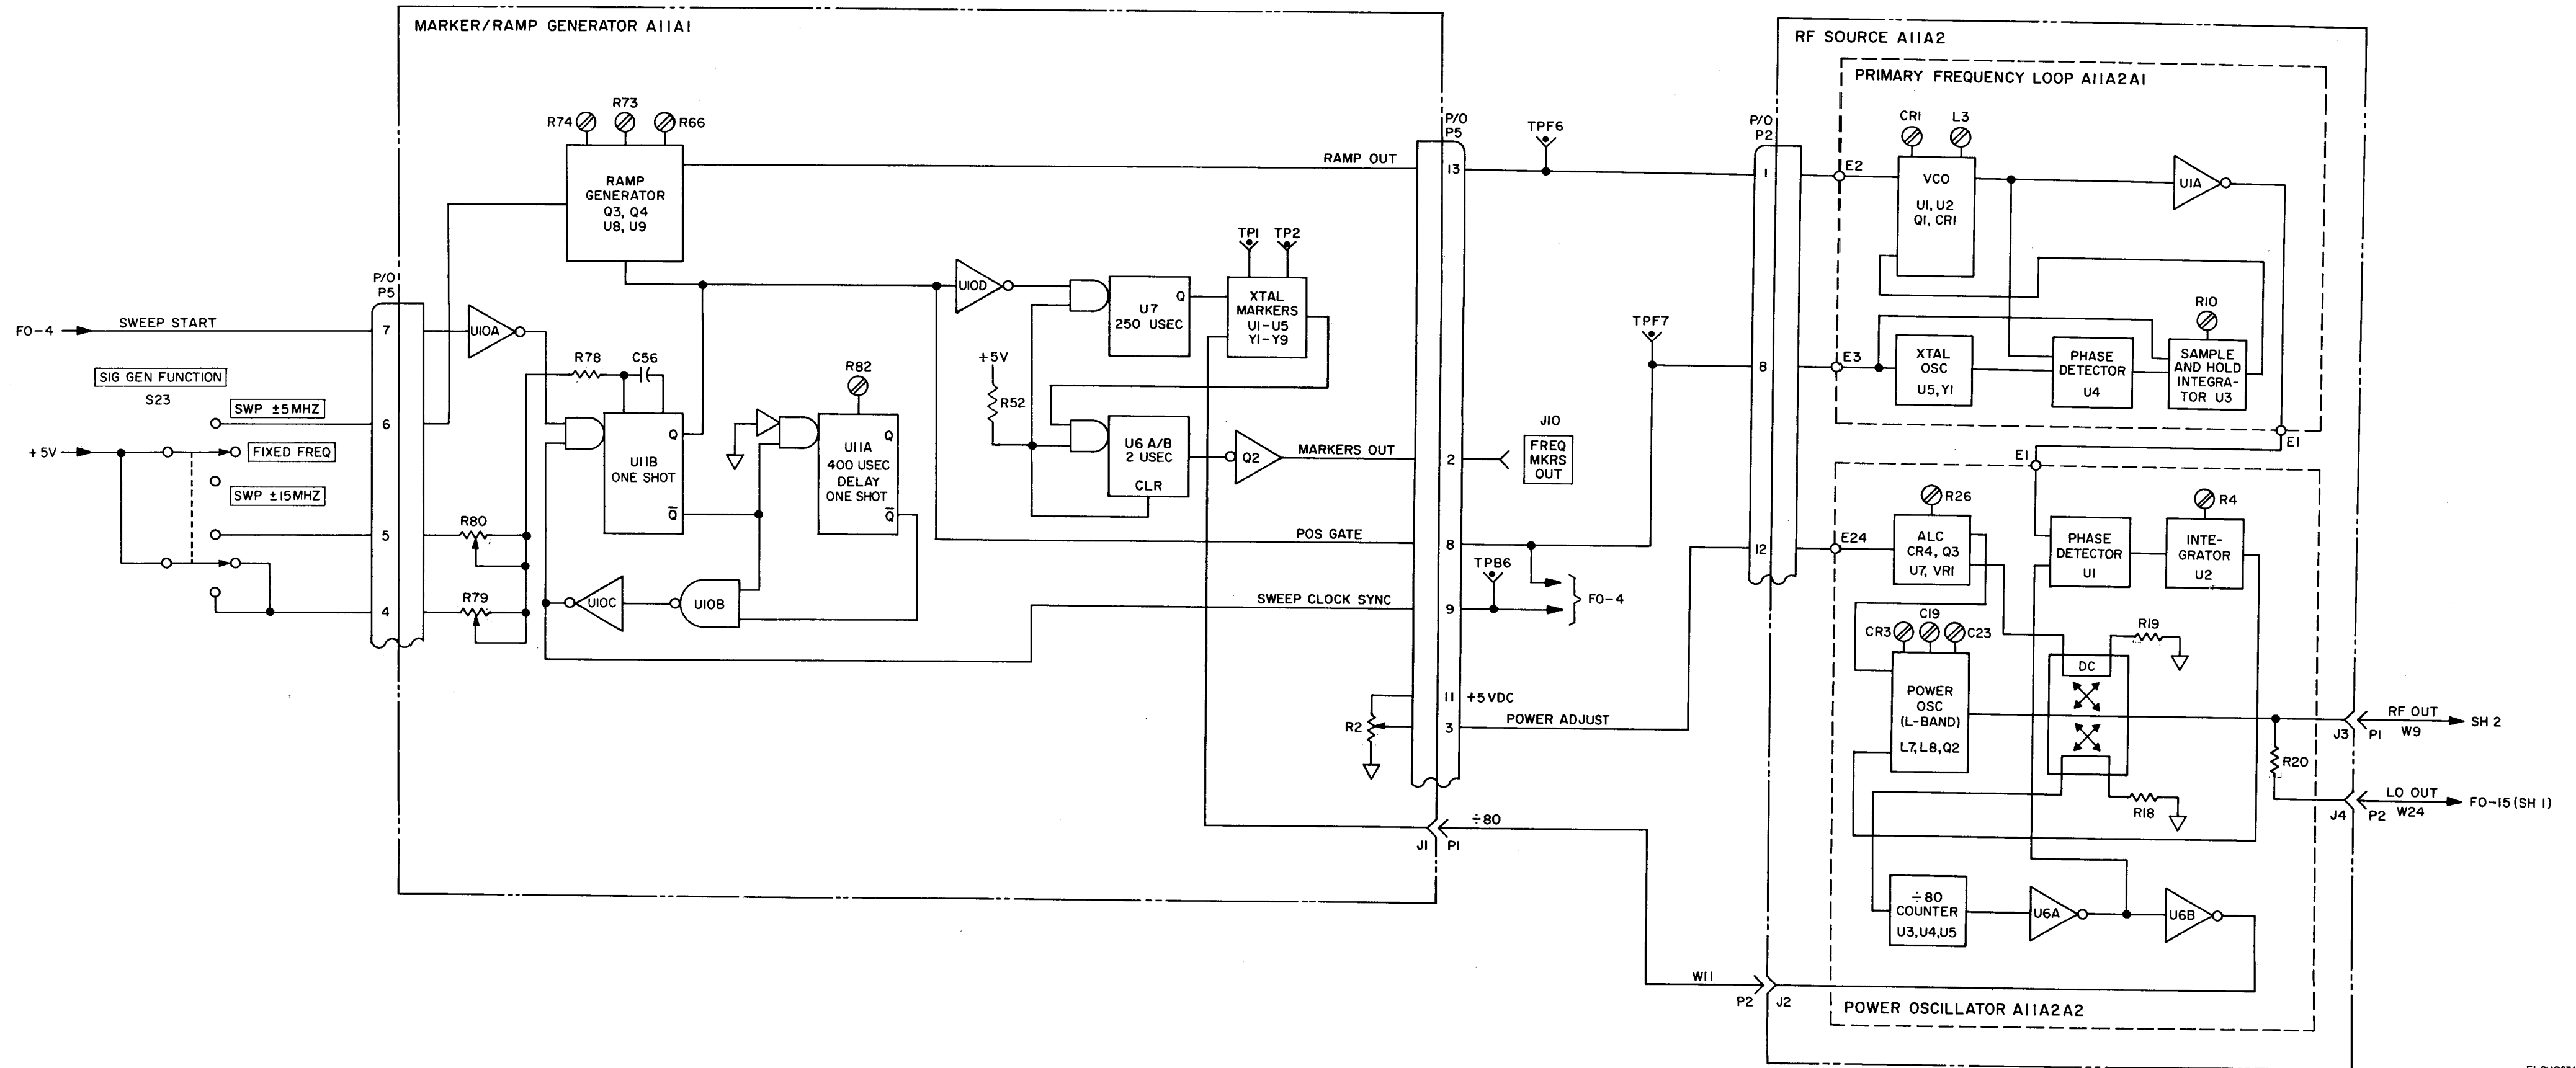 MARKER/RAMP GENERATOR A11A1
R74
R73
R66
RAMP
GENERATOR
Q3, Q4
U8, U9
RAMP OUT
P/O
P5
13
TPF6
P/O
P5
FO-4
SWEEP START
7
U10A
SIG GEN FUNCTION
S23
SWP ±5MHZ
6
+5V
FIXED FREQ
SWP ±15MHZ
5
4
R80
R79
R78
C56
U11B
ONE SHOT
Q
Q̅
R82
U11A
400 USEC
DELAY
ONE SHOT
Q
Q̅
U10C
U10B
U10D
U7
250 USEC
Q
TP1
TP2
XTAL
MARKERS
U1-U5
Y1-Y9
+5V
R52
U6 A/B
2 USEC
CLR
Q2
MARKERS OUT
2
J10
FREQ
MKRS
OUT
POS GATE
8
TPF7
TPB6
SWEEP CLOCK SYNC
9
FO-4
11
+5VDC
R2
3
POWER ADJUST
÷80
J1
P1
W11
P2
J2
RF SOURCE A11A2
P/O
P2
1
8
12
PRIMARY FREQUENCY LOOP A11A2A1
E2
CR1
L3
VCO
U1, U2
Q1, CR1
U1A
E3
XTAL
OSC
U5, Y1
PHASE
DETECTOR
U4
R10
SAMPLE
AND HOLD
INTEGRA-
TOR U3
E1
E1
E24
R26
ALC
CR4, Q3
U7, VR1
PHASE
DETECTOR
U1
R4
INTE-
GRATOR
U2
CR3
C19
C23
POWER
OSC
(L-BAND)
L7, L8, Q2
DC
R19
R18
R20
J3
P1
RF OUT
W9
SH 2
J4
P2
LO OUT
W24
FO-15 (SH 1)
÷80
COUNTER
U3, U4, U5
U6A
U6B
POWER OSCILLATOR A11A2A2